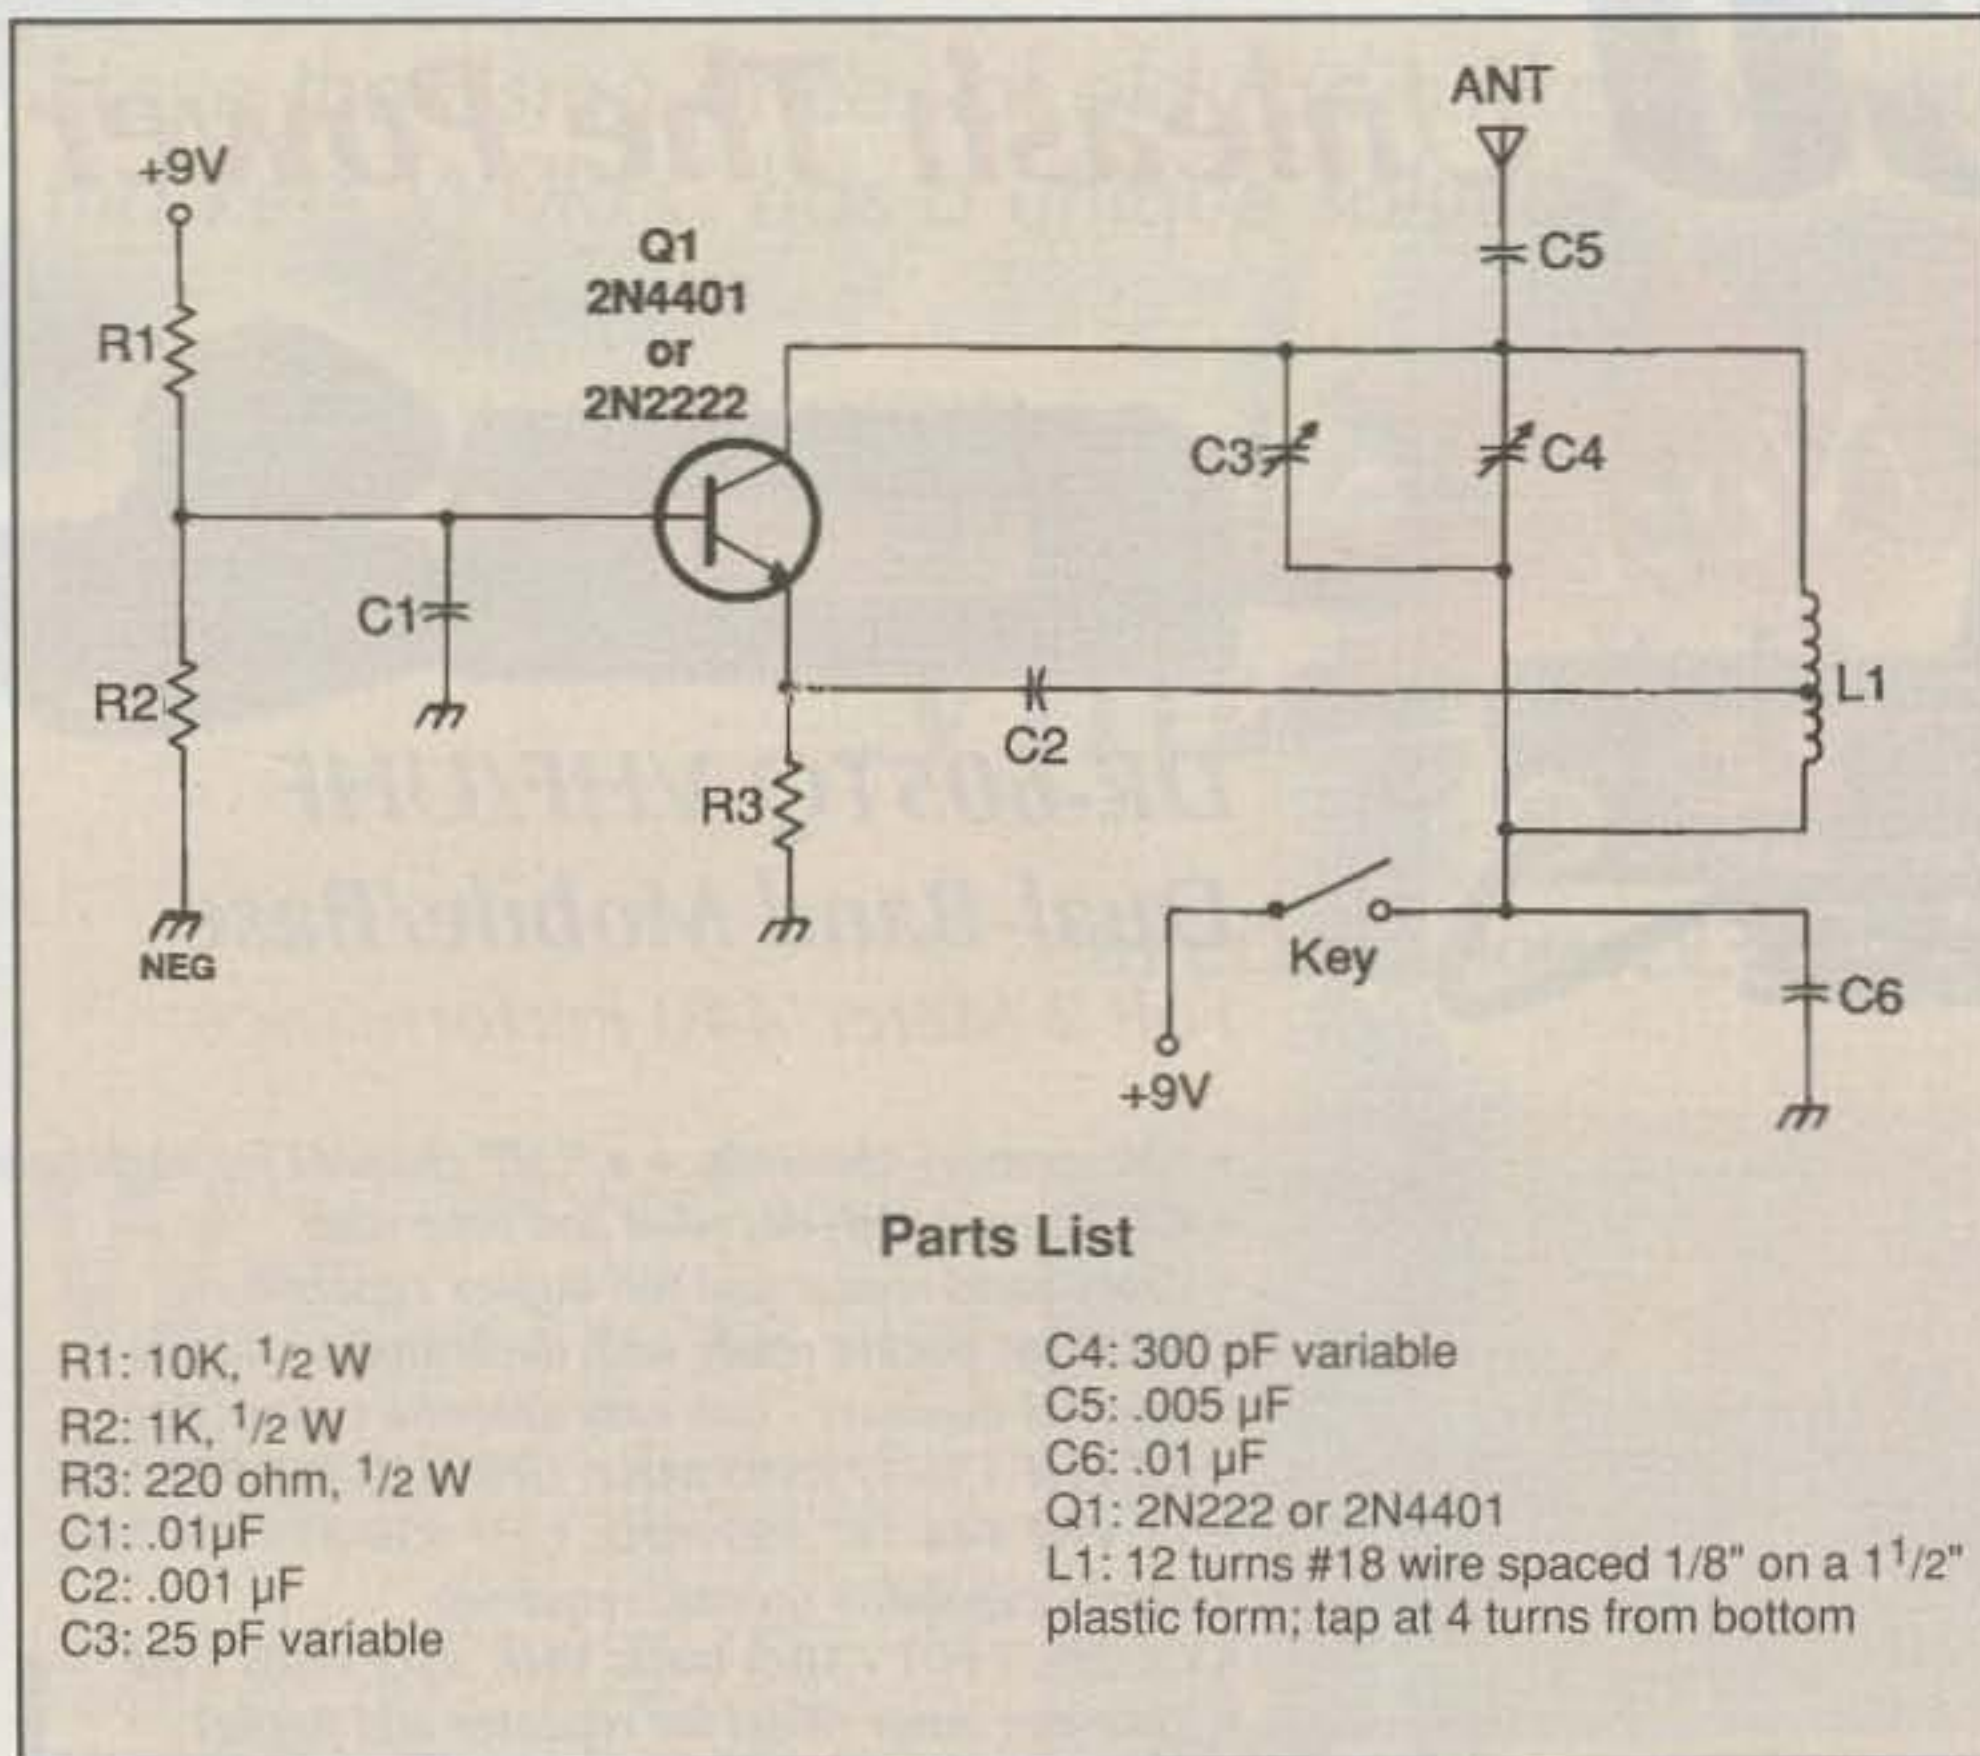 ANT
+9V
C5
Q1
2N4401
or
2N2222
R1
C3
C4
C1
R2
L1
C2
R3
Key
NEG
C6
+9V
Parts List
R1: 10K, 1/2 W
R2: 1K, 1/2 W
R3: 220 ohm, 1/2 W
C1: .01µF
C2: .001 µF
C3: 25 pF variable
C4: 300 pF variable
C5: .005 µF
C6: .01 µF
Q1: 2N222 or 2N4401
L1: 12 turns #18 wire spaced 1/8" on a 1 1/2"
plastic form; tap at 4 turns from bottom